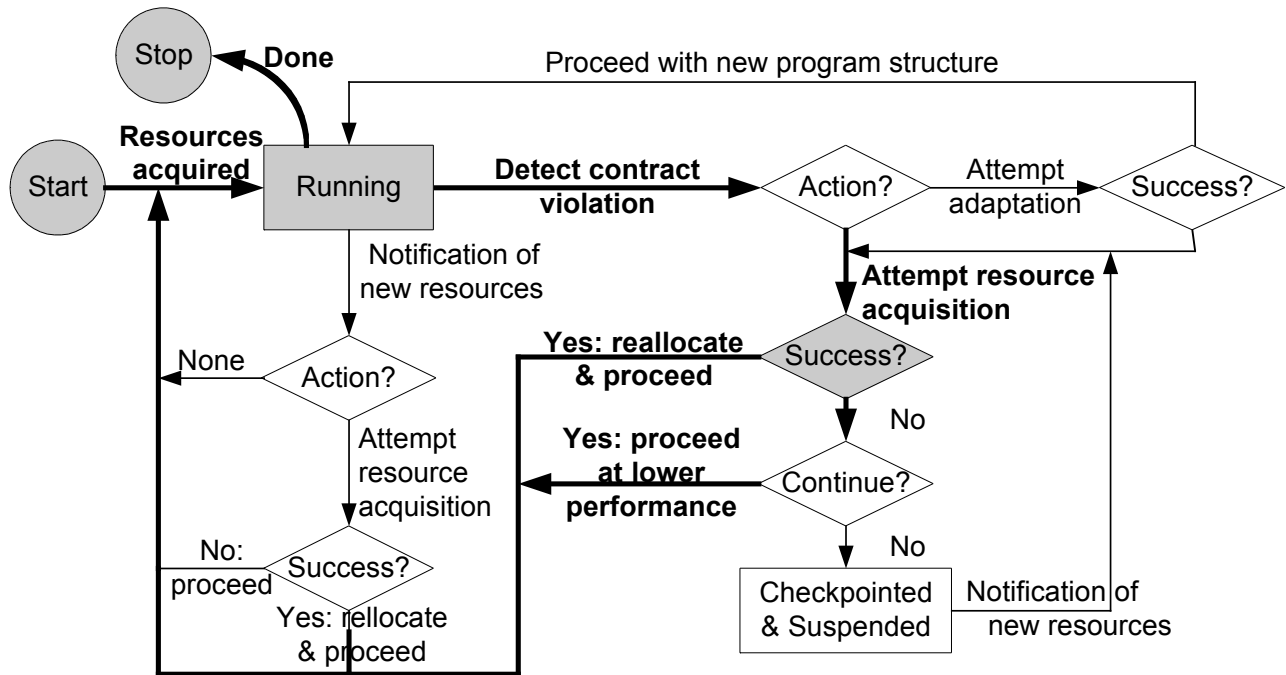 Stop
Done
Proceed with new program structure
Start
Resources
acquired
Running
Detect contract
violation
Action?
Attempt
adaptation
Success?
Notification of
new resources
Attempt resource
acquisition
None
Action?
Yes: reallocate
& proceed
Success?
No
Attempt
resource
acquisition
Yes: proceed
at lower
performance
Continue?
No
No:
proceed
Success?
Yes: rellocate
& proceed
Checkpointed
& Suspended
Notification of
new resources